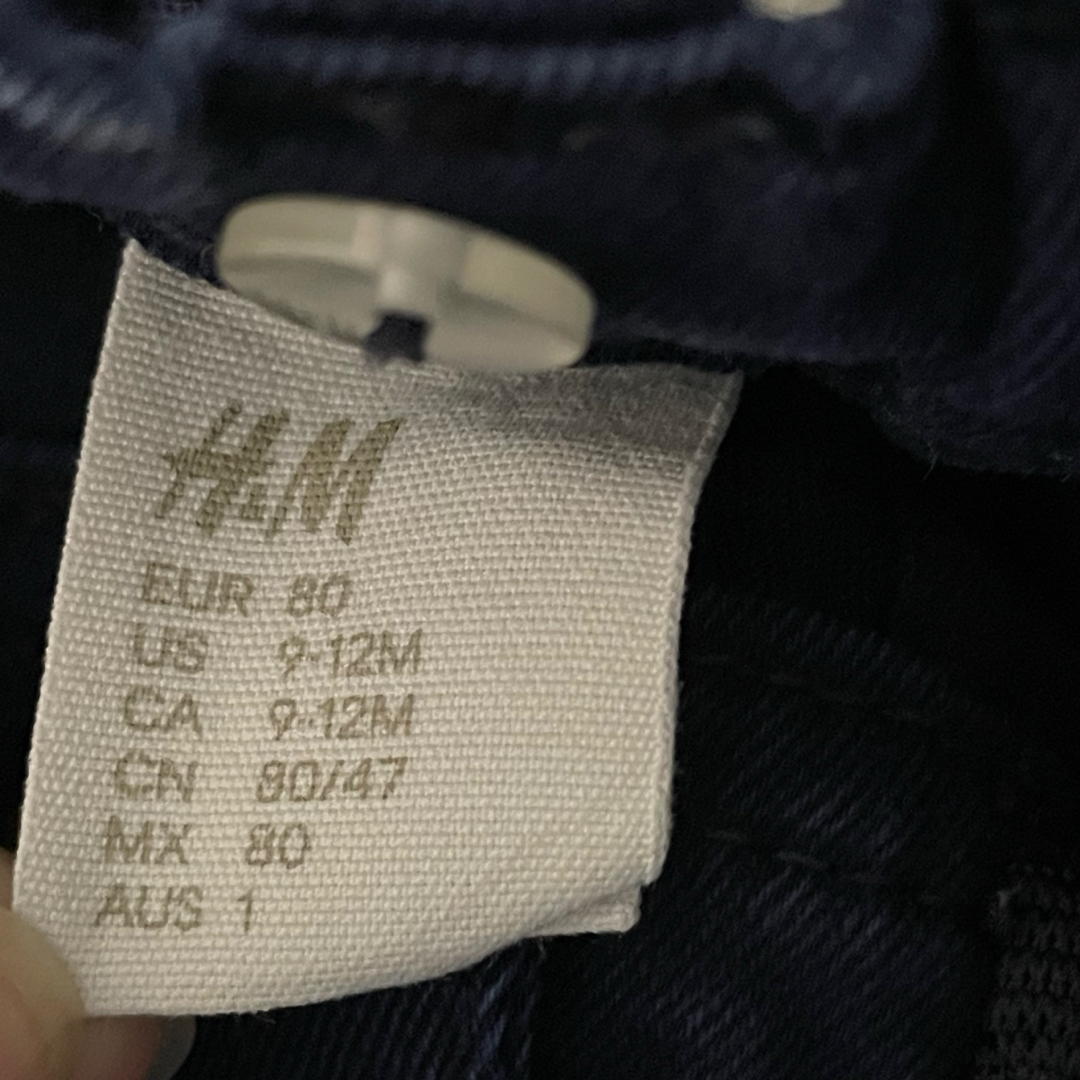 H&M
EUR 80
US 9-12M
CA 9-12M
CN 80/47
MX 80
AUS 1